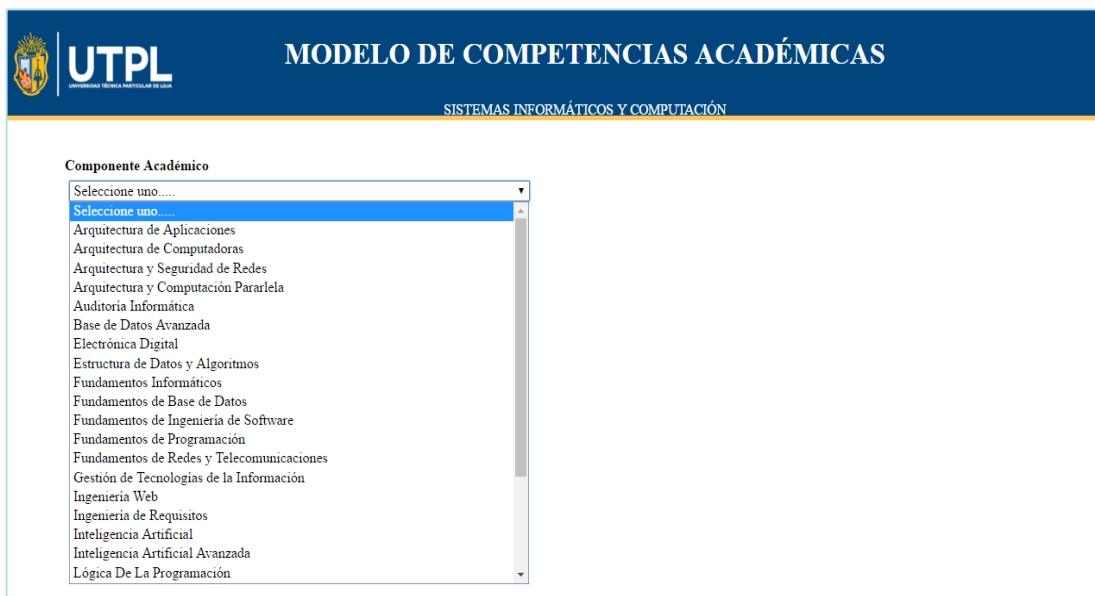 MODELO DE COMPETENCIAS ACADÉMICAS
UTPL
UNIVERSIDAD TÉCNICA PARTICULAR DE LOJA
SISTEMAS INFORMÁTICOS Y COMPUTACIÓN
Componente Académico
Seleccione uno.....
Seleccione uno.....
Arquitectura de Aplicaciones
Arquitectura de Computadoras
Arquitectura y Seguridad de Redes
Arquitectura y Computación Pararlela
Auditoría Informática
Base de Datos Avanzada
Electrónica Digital
Estructura de Datos y Algoritmos
Fundamentos Informáticos
Fundamentos de Base de Datos
Fundamentos de Ingeniería de Software
Fundamentos de Programación
Fundamentos de Redes y Telecomunicaciones
Gestión de Tecnologías de la Información
Ingeniería Web
Ingeniería de Requisitos
Inteligencia Artificial
Inteligencia Artificial Avanzada
Lógica De La Programación